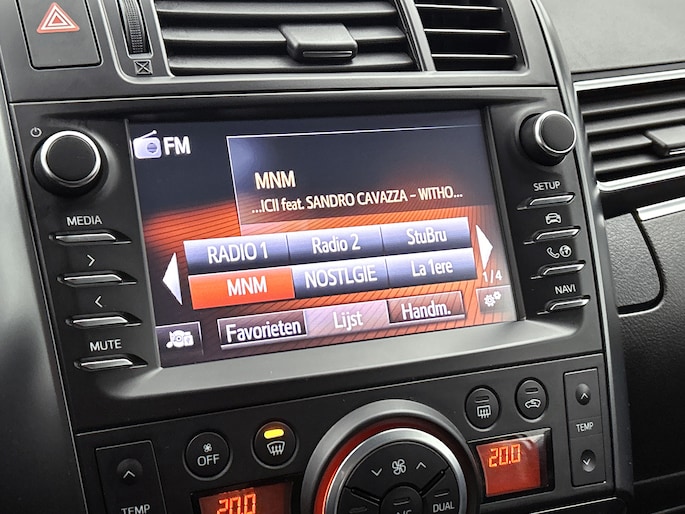 FM
MNM
...ICII feat. SANDRO CAVAZZA – WITHO...
RADIO 1 Radio 2 StuBru
MNM NOSTLGIE La 1ere
1/4
Favorieten Lijst Handm.
MEDIA
MUTE
SETUP
NAVI
OFF
TEMP
20.0
A/C
DUAL
20.0
TEMP